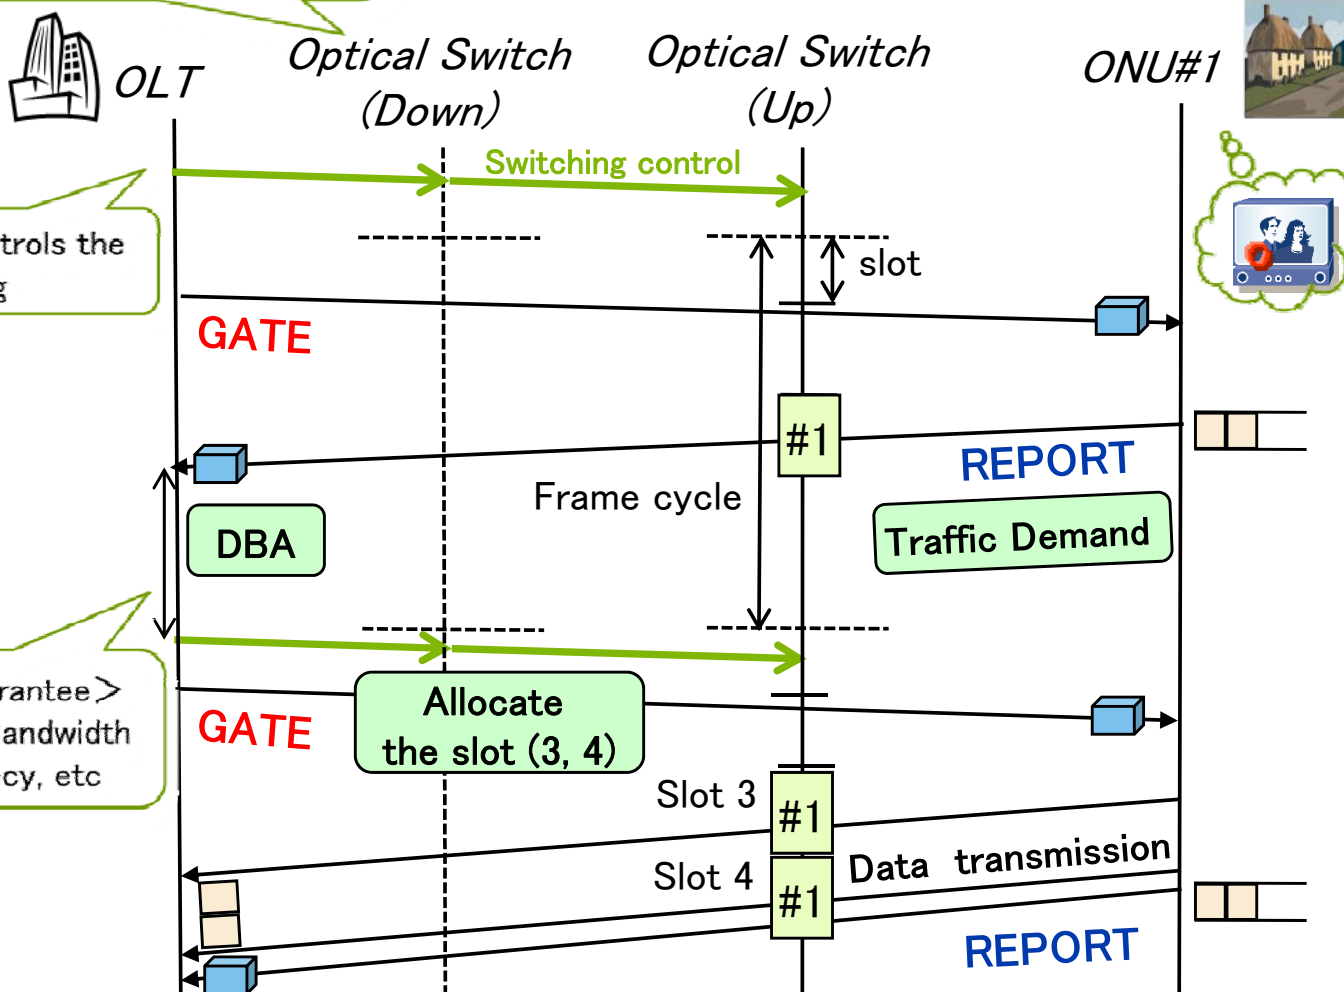 OLT
Optical Switch
(Down)
Optical Switch
(Up)
ONU#1
Switching control
trols the
g
slot
GATE
#1
REPORT
Frame cycle
DBA
Traffic Demand
rantee>
andwidth
cy, etc
GATE
Allocate
the slot (3, 4)
Slot 3
#1
Data transmission
Slot 4
#1
REPORT